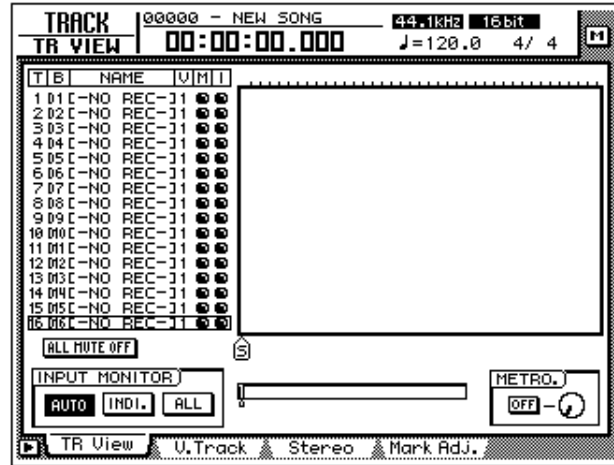 TRACK
TR VIEW
00000 - NEW SONG
00:00:00.000
44.1kHz 16bit
♩=120.0 4/ 4
M
T B NAME V M I
1 D1[-NO REC-]1
2 D2[-NO REC-]1
3 D3[-NO REC-]1
4 D4[-NO REC-]1
5 D5[-NO REC-]1
6 D6[-NO REC-]1
7 D7[-NO REC-]1
8 D8[-NO REC-]1
9 D9[-NO REC-]1
10 D10[-NO REC-]1
11 D11[-NO REC-]1
12 D12[-NO REC-]1
13 D13[-NO REC-]1
14 D14[-NO REC-]1
15 D15[-NO REC-]1
16 D16[-NO REC-]1
ALL MUTE OFF
S
INPUT MONITOR
AUTO INDI. ALL
METRO.
OFF
TR View V.Track Stereo Mark Adj.